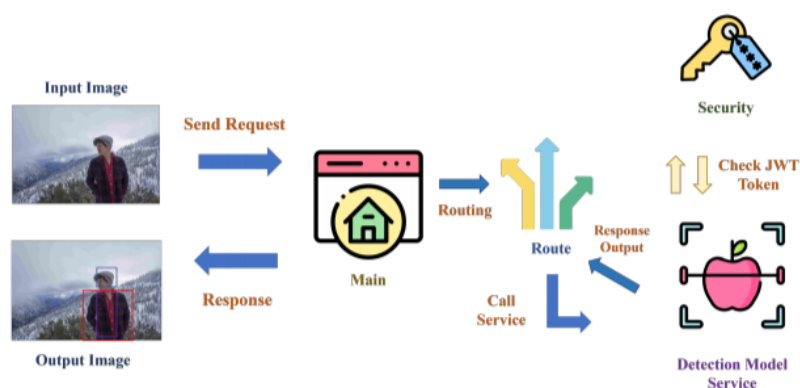 Input Image
Send Request
Response
Output Image
Main
Routing
Route
Call
Service
Response
Output
Security
Check JWT
Token
Detection Model
Service